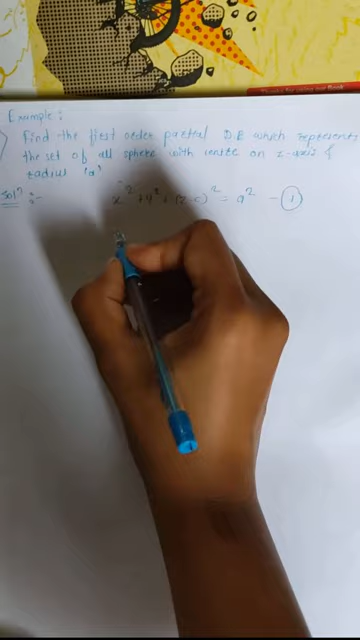 Example :
Find the first order partial D.E which represents
the set of all sphere with centre on z-axis &
radius 'a'
Sol? :- x² + y² + (z-c)² = a² - ①